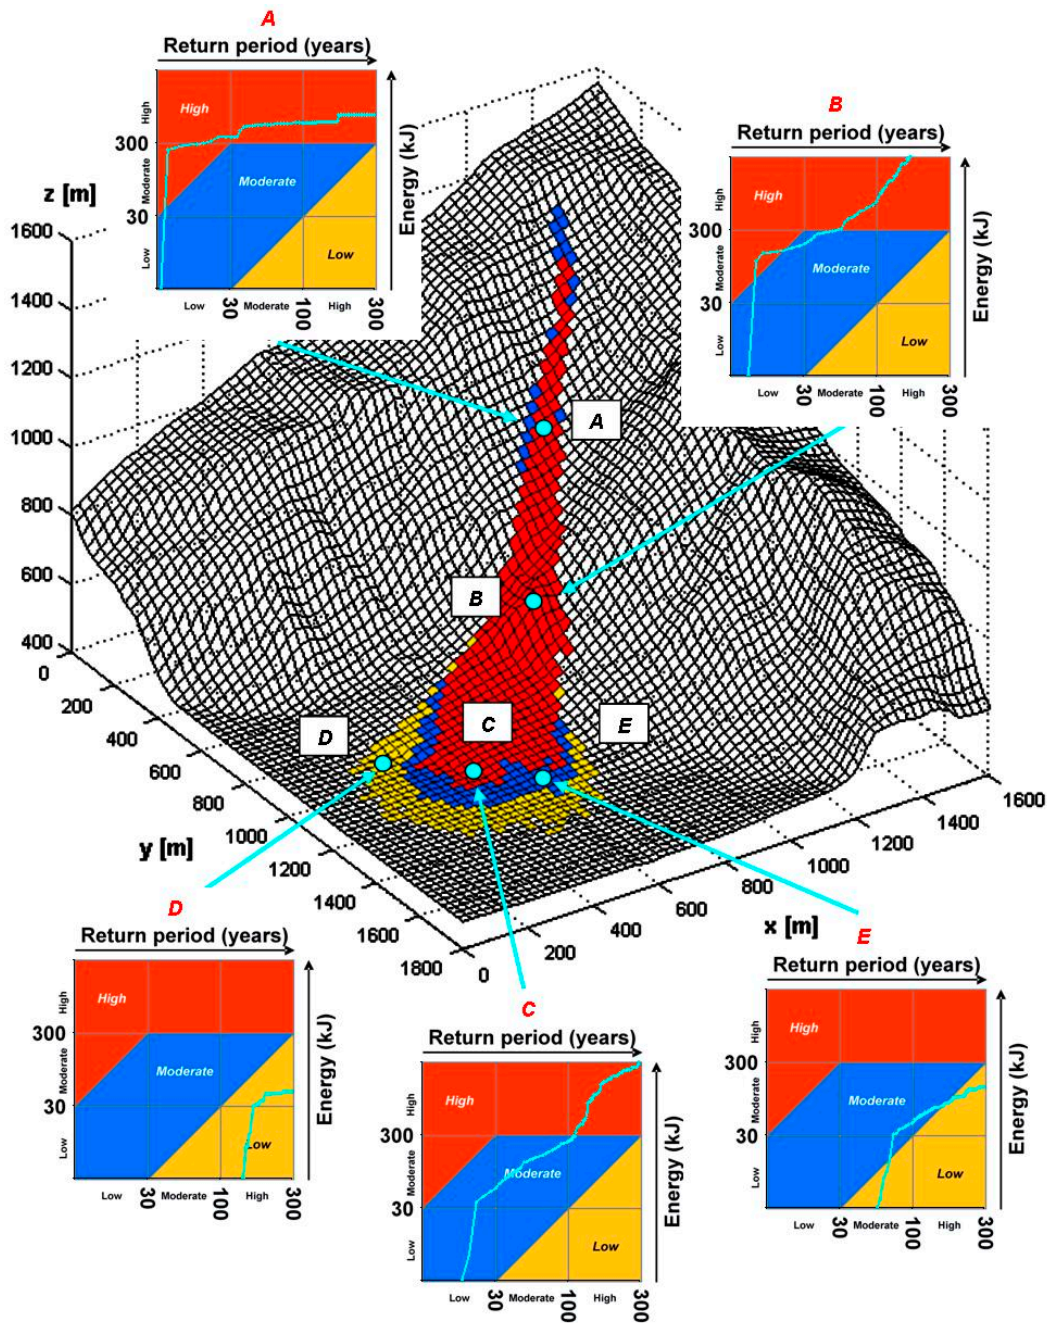 A
Return period (years)
High
300
Moderate
30
Low
High
Moderate
Low
Energy (kJ)
Low
30
Moderate
100
High
300
B
Return period (years)
High
300
Moderate
30
Low
High
Moderate
Low
Energy (kJ)
Low
30
Moderate
100
High
300
z [m]
1600
1400
1200
1000
800
600
400
0
200
400
600
800
1000
1200
1400
1600
1800
y [m]
0
200
400
600
800
1000
1200
1400
1600
x [m]
A
B
C
D
E
D
Return period (years)
High
300
Moderate
30
Low
High
Moderate
Low
Energy (kJ)
Low
30
Moderate
100
High
300
C
Return period (years)
High
300
Moderate
30
Low
High
Moderate
Low
Energy (kJ)
Low
30
Moderate
100
High
300
E
Return period (years)
High
300
Moderate
30
Low
High
Moderate
Low
Energy (kJ)
Low
30
Moderate
100
High
300